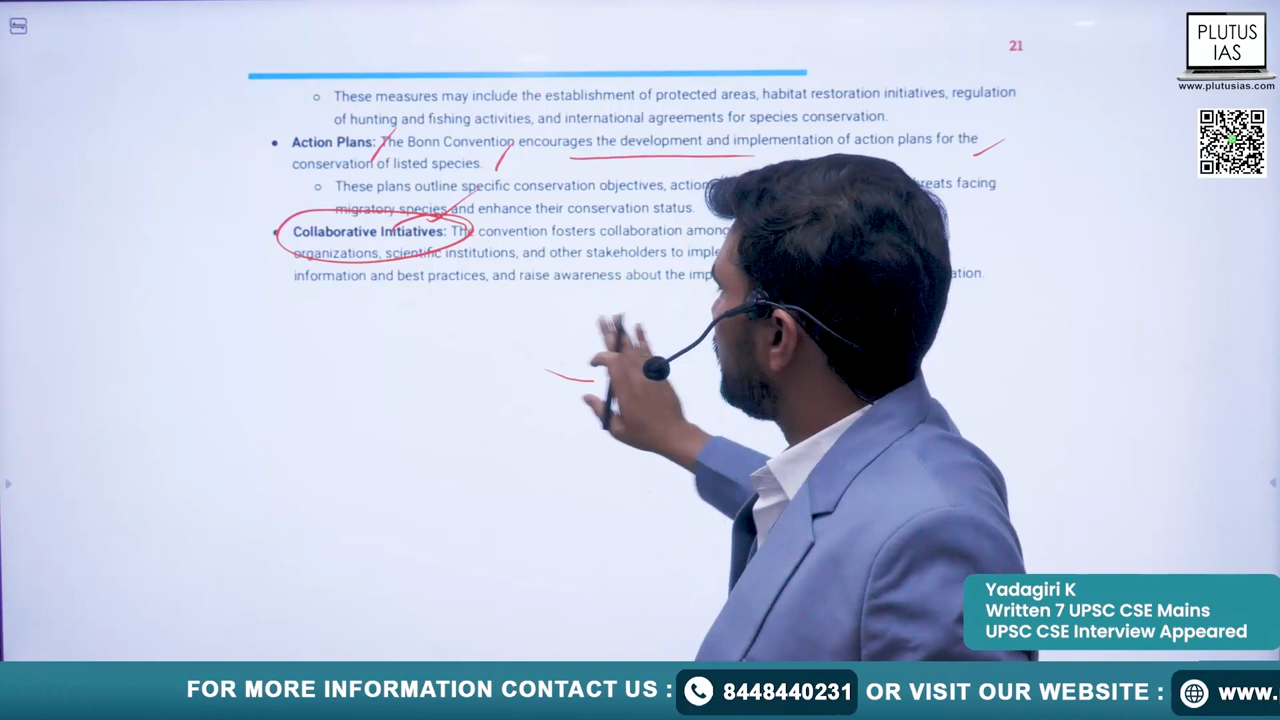 21
PLUTUS
IAS
www.plutusias.com
These measures may include the establishment of protected areas, habitat restoration initiatives, regulation
of hunting and fishing activities, and international agreements for species conservation.
Action Plans: The Bonn Convention encourages the development and implementation of action plans for the
conservation of listed species.
These plans outline specific conservation objectives, reats facing
migratory species and enhance their conservation status.
Collaborative Initiatives: The convention fosters collaboration among
organizations, scientific institutions, and other stakeholders to
information and best practices, and raise awareness about the
Yadagiri K
Written 7 UPSC CSE Mains
UPSC CSE Interview Appeared
FOR MORE INFORMATION CONTACT US : 8448440231 OR VISIT OUR WEBSITE : www.